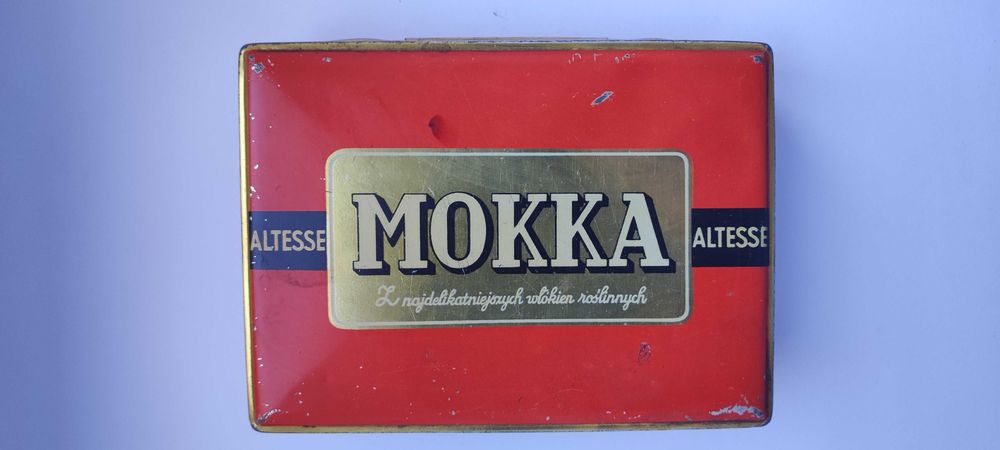 MOKKA
ALTESSE
ALTESSE
Z najdelikatniejszych włókien roślinnych